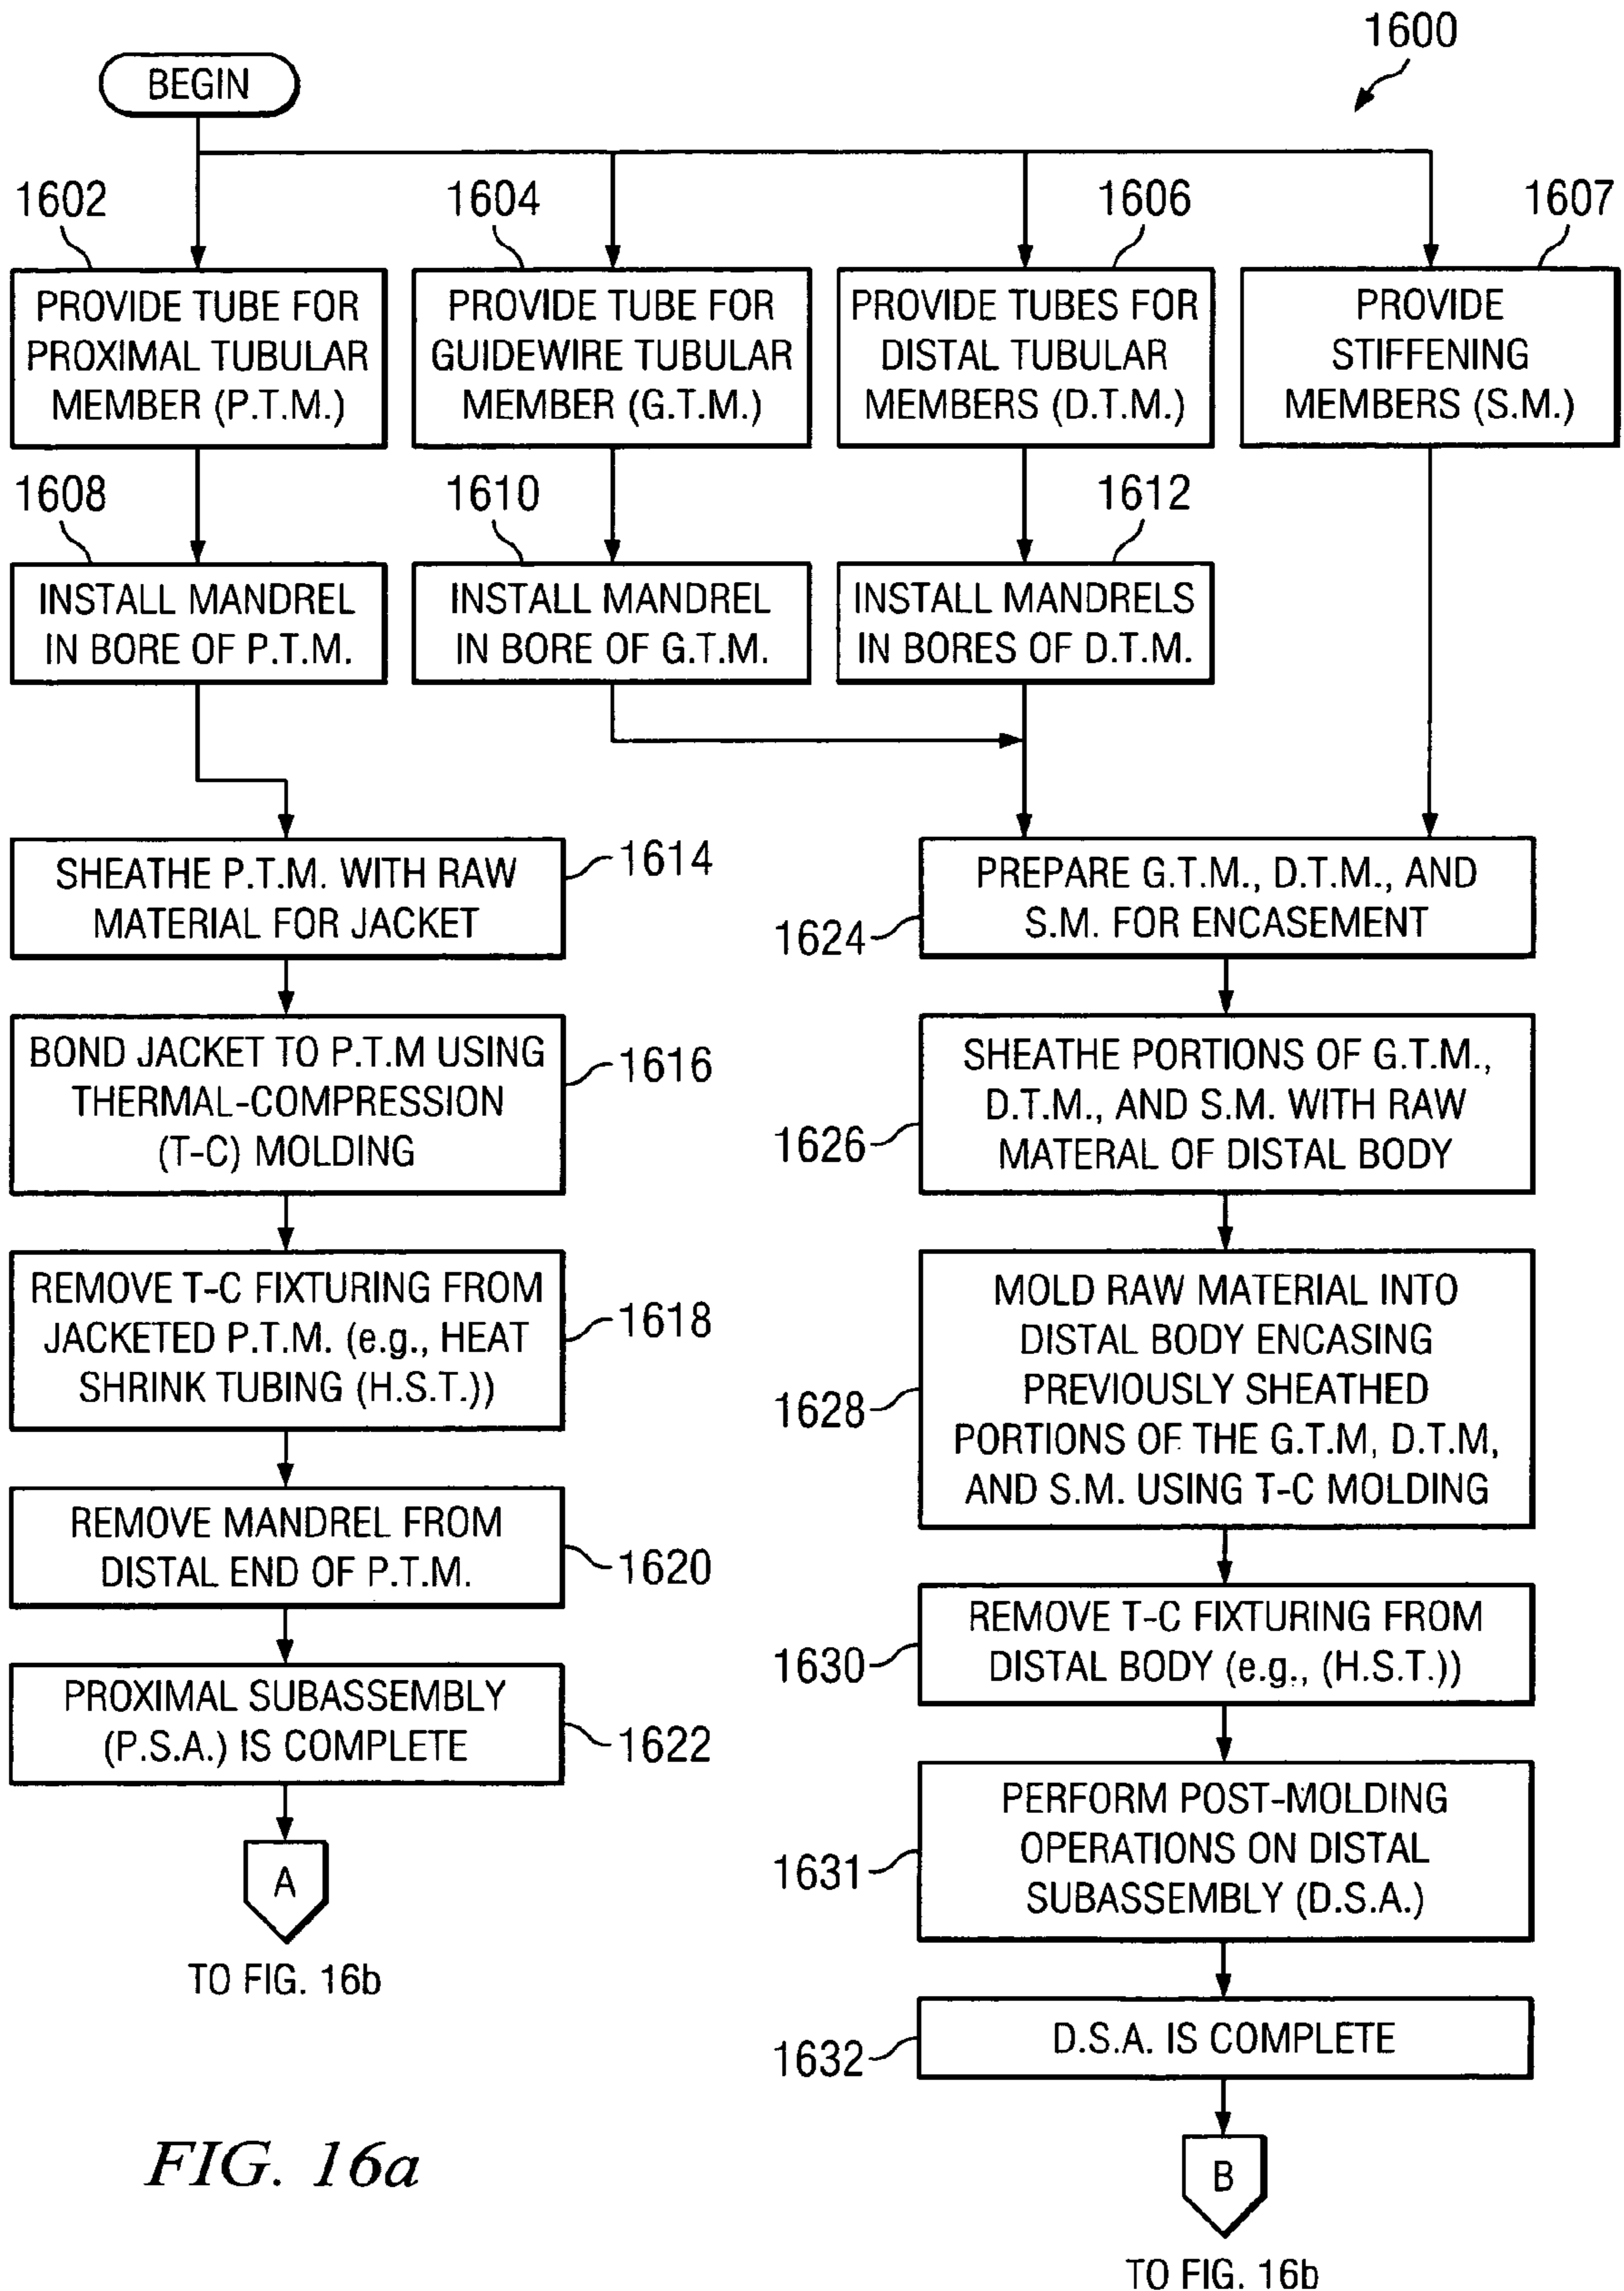 1600
BEGIN
1602
1604
1606
1607
PROVIDE TUBE FOR
PROXIMAL TUBULAR
MEMBER (P.T.M.)
PROVIDE TUBE FOR
GUIDEWIRE TUBULAR
MEMBER (G.T.M.)
PROVIDE TUBES FOR
DISTAL TUBULAR
MEMBERS (D.T.M.)
PROVIDE
STIFFENING
MEMBERS (S.M.)
1608
1610
1612
INSTALL MANDREL
IN BORE OF P.T.M.
INSTALL MANDREL
IN BORE OF G.T.M.
INSTALL MANDRELS
IN BORES OF D.T.M.
SHEATHE P.T.M. WITH RAW
MATERIAL FOR JACKET
1614
BOND JACKET TO P.T.M USING
THERMAL-COMPRESSION
(T-C) MOLDING
1616
REMOVE T-C FIXTURING FROM
JACKETED P.T.M. (e.g., HEAT
SHRINK TUBING (H.S.T.))
1618
REMOVE MANDREL FROM
DISTAL END OF P.T.M.
1620
PROXIMAL SUBASSEMBLY
(P.S.A.) IS COMPLETE
1622
A
TO FIG. 16b
PREPARE G.T.M., D.T.M., AND
S.M. FOR ENCASEMENT
1624
SHEATHE PORTIONS OF G.T.M.,
D.T.M., AND S.M. WITH RAW
MATERAL OF DISTAL BODY
1626
MOLD RAW MATERIAL INTO
DISTAL BODY ENCASING
PREVIOUSLY SHEATHED
PORTIONS OF THE G.T.M, D.T.M,
AND S.M. USING T-C MOLDING
1628
REMOVE T-C FIXTURING FROM
DISTAL BODY (e.g., (H.S.T.))
1630
PERFORM POST-MOLDING
OPERATIONS ON DISTAL
SUBASSEMBLY (D.S.A.)
1631
D.S.A. IS COMPLETE
1632
B
TO FIG. 16b
FIG. 16a